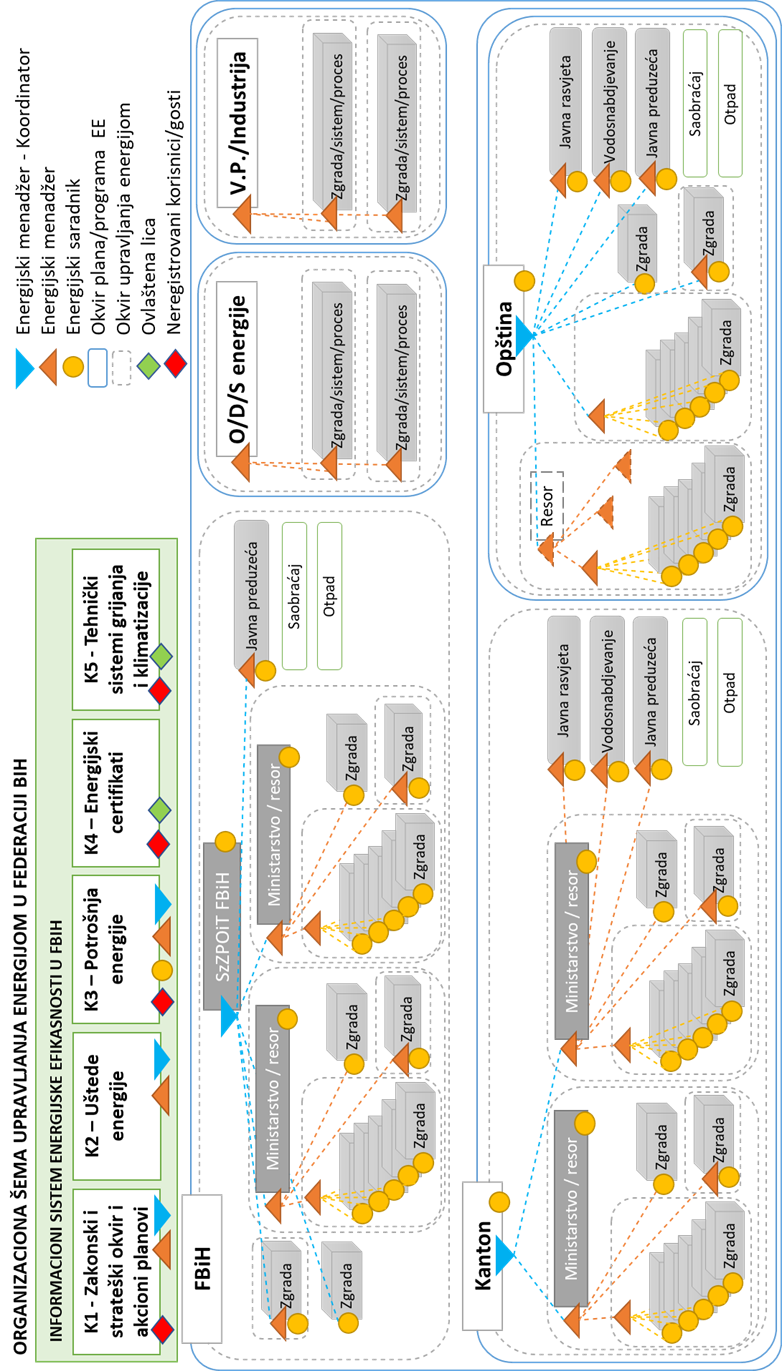 ORGANIZACIONA ŠEMA UPRAVLJANJA ENERGIJOM U FEDERACIJI BIH
INFORMACIONI SISTEM ENERGIJSKE EFIKASNOSTI U FBIH
K1 - Zakonski i
strateški okvir i
akcioni planovi
K2 – Uštede
energije
K3 – Potrošnja
energije
K4 – Energijski
certifikati
K5 - Tehnički
sistemi grijanja
i klimatizacije
Energijski menadžer - Koordinator
Energijski menadžer
Energijski saradnik
Okvir plana/programa EE
Okvir upravljanja energijom
Ovlaštena lica
Neregistrovani korisnici/gosti
FBiH
SzZPOiT FBiH
Zgrada
Zgrada
Ministarstvo / resor
Zgrada
Zgrada
Zgrada
Ministarstvo / resor
Zgrada
Zgrada
Zgrada
Javna preduzeća
Saobraćaj
Otpad
O/D/S energije
Zgrada/sistem/proces
Zgrada/sistem/proces
V.P./Industrija
Zgrada/sistem/proces
Zgrada/sistem/proces
Kanton
Ministarstvo / resor
Zgrada
Zgrada
Zgrada
Ministarstvo / resor
Zgrada
Zgrada
Zgrada
Javna rasvjeta
Vodosnabdjevanje
Javna preduzeća
Saobraćaj
Otpad
Opština
Resor
Zgrada
Zgrada
Zgrada
Zgrada
Javna rasvjeta
Vodosnabdjevanje
Javna preduzeća
Saobraćaj
Otpad